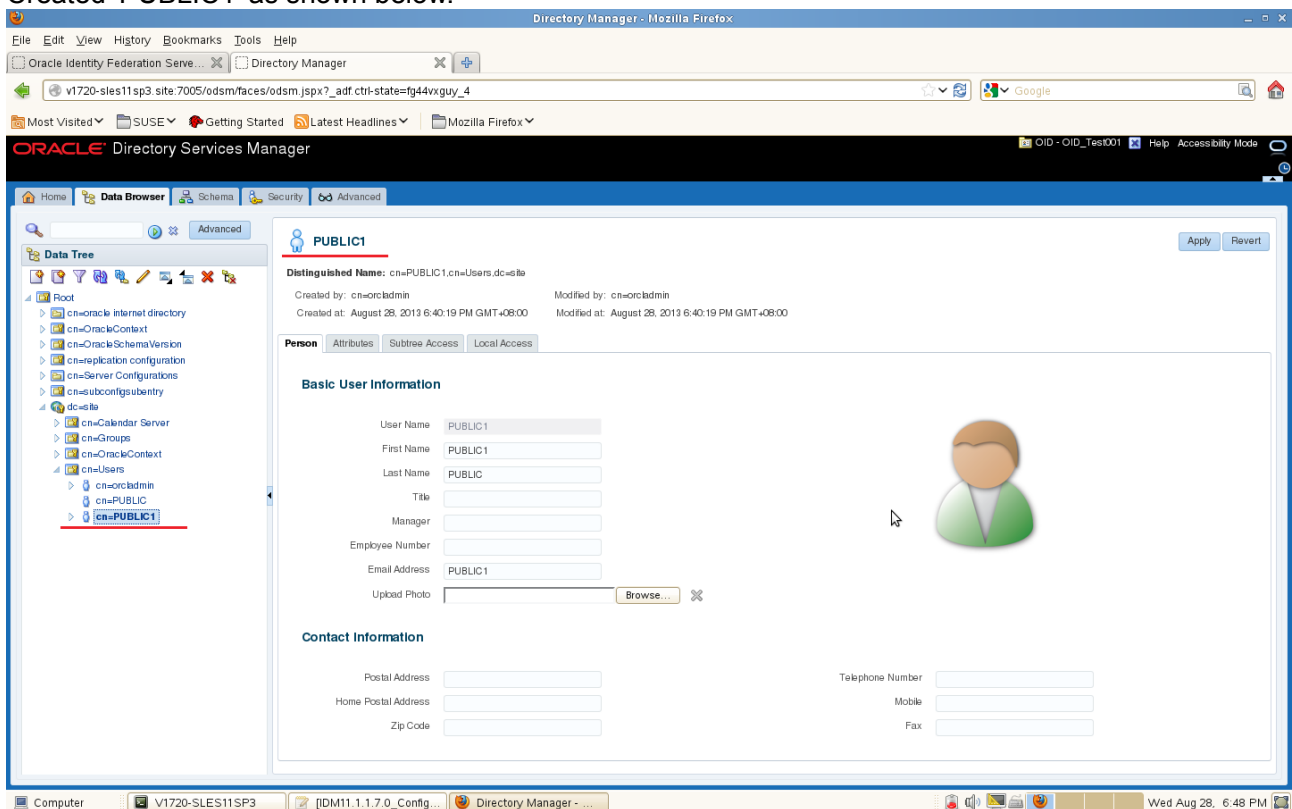 Created "PUBLIC1" as shown below.
Directory Manager - Mozilla Firefox
File Edit View History Bookmarks Tools Help
Oracle Identity Federation Serve... Directory Manager
v1720-sles11sp3.site:7005/odsm/faces/odsm.jspx?_adf.ctrl-state=fg44vxguy_4 Google
Most Visited SUSE Getting Started Latest Headlines Mozilla Firefox
ORACLE Directory Services Manager OID - OID_Test001 Help Accessibility Mode
Home Data Browser Schema Security Advanced
Advanced
Data Tree
Root
cn=oracle internet directory
cn=OracleContext
cn=OracleSchemaVersion
cn=replication configuration
cn=Server Configurations
cn=subconfigsubentry
dc=site
cn=Calendar Server
cn=Groups
cn=OracleContext
cn=Users
cn=orcladmin
cn=PUBLIC
cn=PUBLIC1
PUBLIC1 Apply Revert
Distinguished Name: cn=PUBLIC1,cn=Users,dc=site
Created by: cn=orcladmin Modified by: cn=orcladmin
Created at: August 28, 2013 6:40:19 PM GMT+08:00 Modified at: August 28, 2013 6:40:19 PM GMT+08:00
Person Attributes Subtree Access Local Access
Basic User Information
User Name PUBLIC1
First Name PUBLIC1
Last Name PUBLIC
Title
Manager
Employee Number
Email Address PUBLIC1
Upload Photo Browse...
Contact Information
Postal Address Telephone Number
Home Postal Address Mobile
Zip Code Fax
Computer V1720-SLES11SP3 [IDM11.1.1.7.0_Config... Directory Manager - ... Wed Aug 28, 6:48 PM